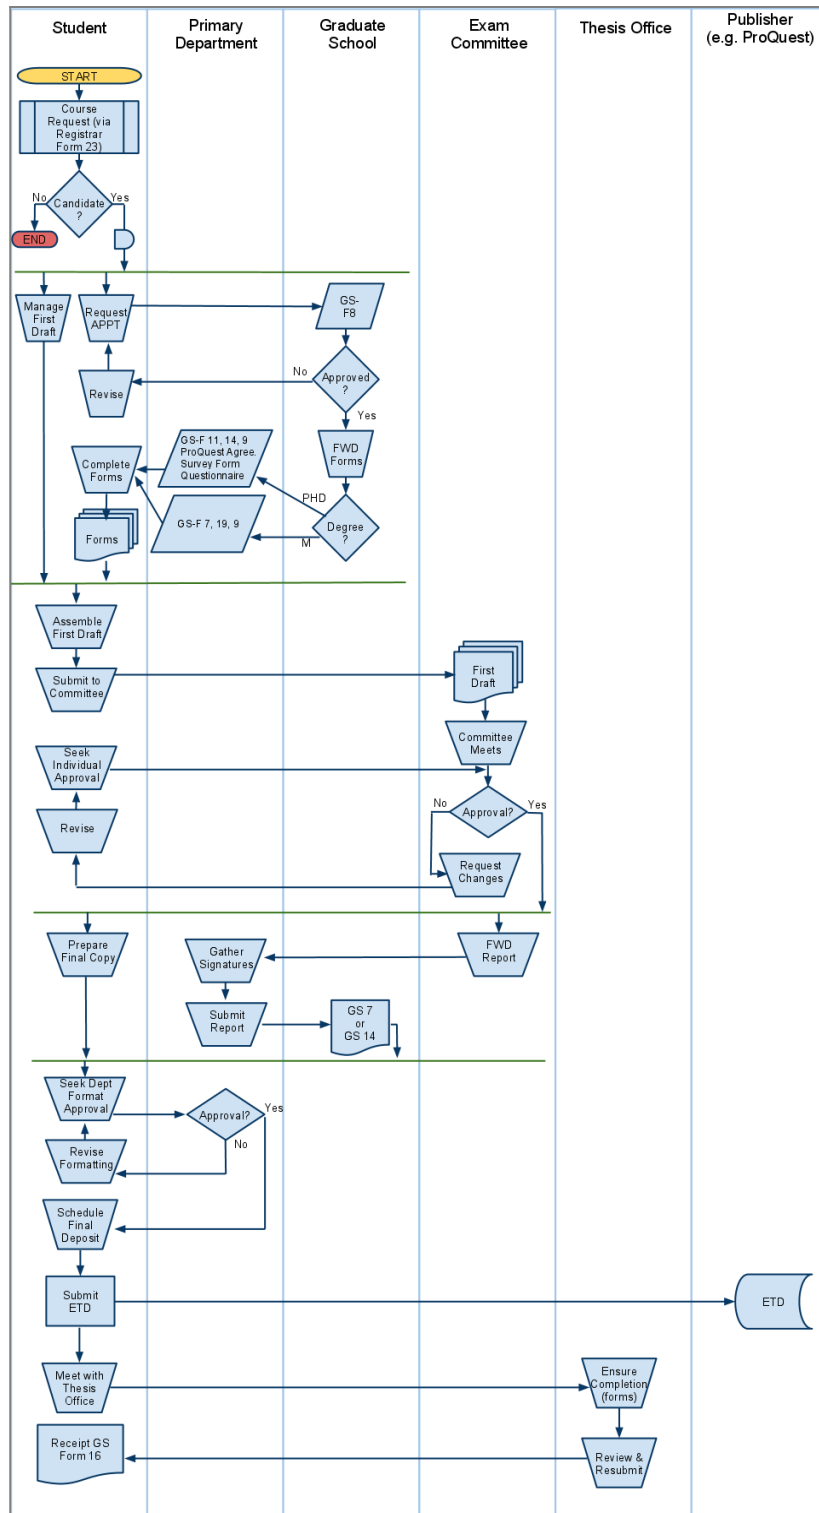 Student
Primary
Department
Graduate
School
Exam
Committee
Thesis Office
Publisher
(e.g. ProQuest)
START
Course
Request (via
Registrar
Form 23)
No
Candidate
?
Yes
END
Manage
First
Draft
Request
APPT
GS-
F8
Revise
No
Approved
?
Yes
Complete
Forms
GS-F 11, 14, 9
ProQuest Agree.
Survey Form
Questionnaire
FWD
Forms
PHD
Forms
GS-F 7, 19, 9
M
Degree
?
Assemble
First Draft
Submit to
Committee
First
Draft
Committee
Meets
Seek
Individual
Approval
No
Approval?
Yes
Revise
Request
Changes
Prepare
Final Copy
Gather
Signatures
FWD
Report
Submit
Report
GS 7
or
GS 14
Seek Dept
Format
Approval
Approval?
Yes
No
Revise
Formatting
Schedule
Final
Deposit
Submit
ETD
ETD
Meet with
Thesis
Office
Ensure
Completion
(forms)
Receipt GS
Form 16
Review &
Resubmit